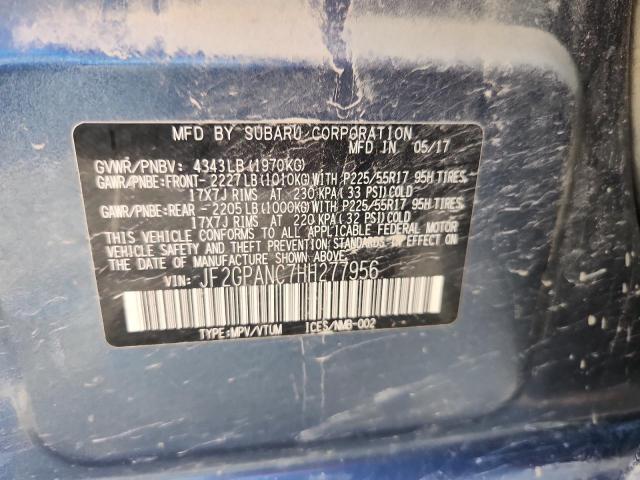 MFD BY SUBARU CORPORATION
MFD IN 05/17
GVWR/PNBV: 4343LB(1970KG)
GAWR/PNBE:FRONT-2227LB(1010KG)WITH P225/55R17 95H TIRES,
17X7J RIMS AT 230 KPA(33 PSI)COLD
GAWR/PNBE:REAR -2205LB(1000KG)WITH P225/55R17 95H TIRES,
17X7J RIMS AT 220 KPA(32 PSI)COLD
THIS VEHICLE CONFORMS TO ALL APPLICABLE FEDERAL MOTOR
VEHICLE SAFETY AND BUMPER STANDARDS IN EFFECT ON
THE DATE OF MANUFACTURE SHOWN ABOVE.
VIN: JF2GPANC7HH277956
TYPE:MPV/VTUM ICES/NMB-002